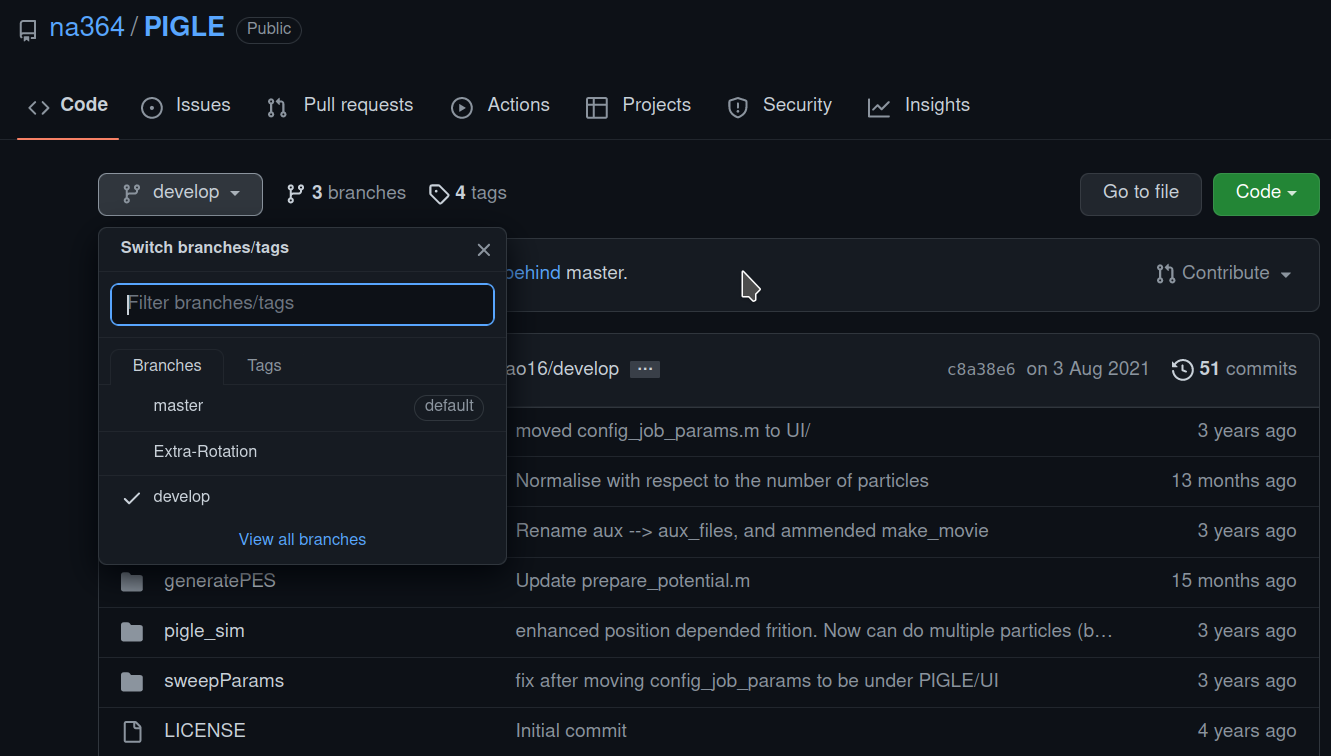 na364 / PIGLE Public
Code Issues Pull requests Actions Projects Security Insights
develop 3 branches 4 tags Go to file Code
Switch branches/tags
behind master. Contribute
Filter branches/tags
Branches Tags
ao16/develop ... c8a38e6 on 3 Aug 2021 51 commits
master default
moved config_job_params.m to UI/ 3 years ago
Extra-Rotation
Normalise with respect to the number of particles 13 months ago
develop
Rename aux --> aux_files, and ammended make_movie 3 years ago
View all branches
generatePES Update prepare_potential.m 15 months ago
pigle_sim enhanced position depended frition. Now can do multiple particles (b…  3 years ago
sweepParams fix after moving config_job_params to be under PIGLE/UI 3 years ago
LICENSE Initial commit 4 years ago